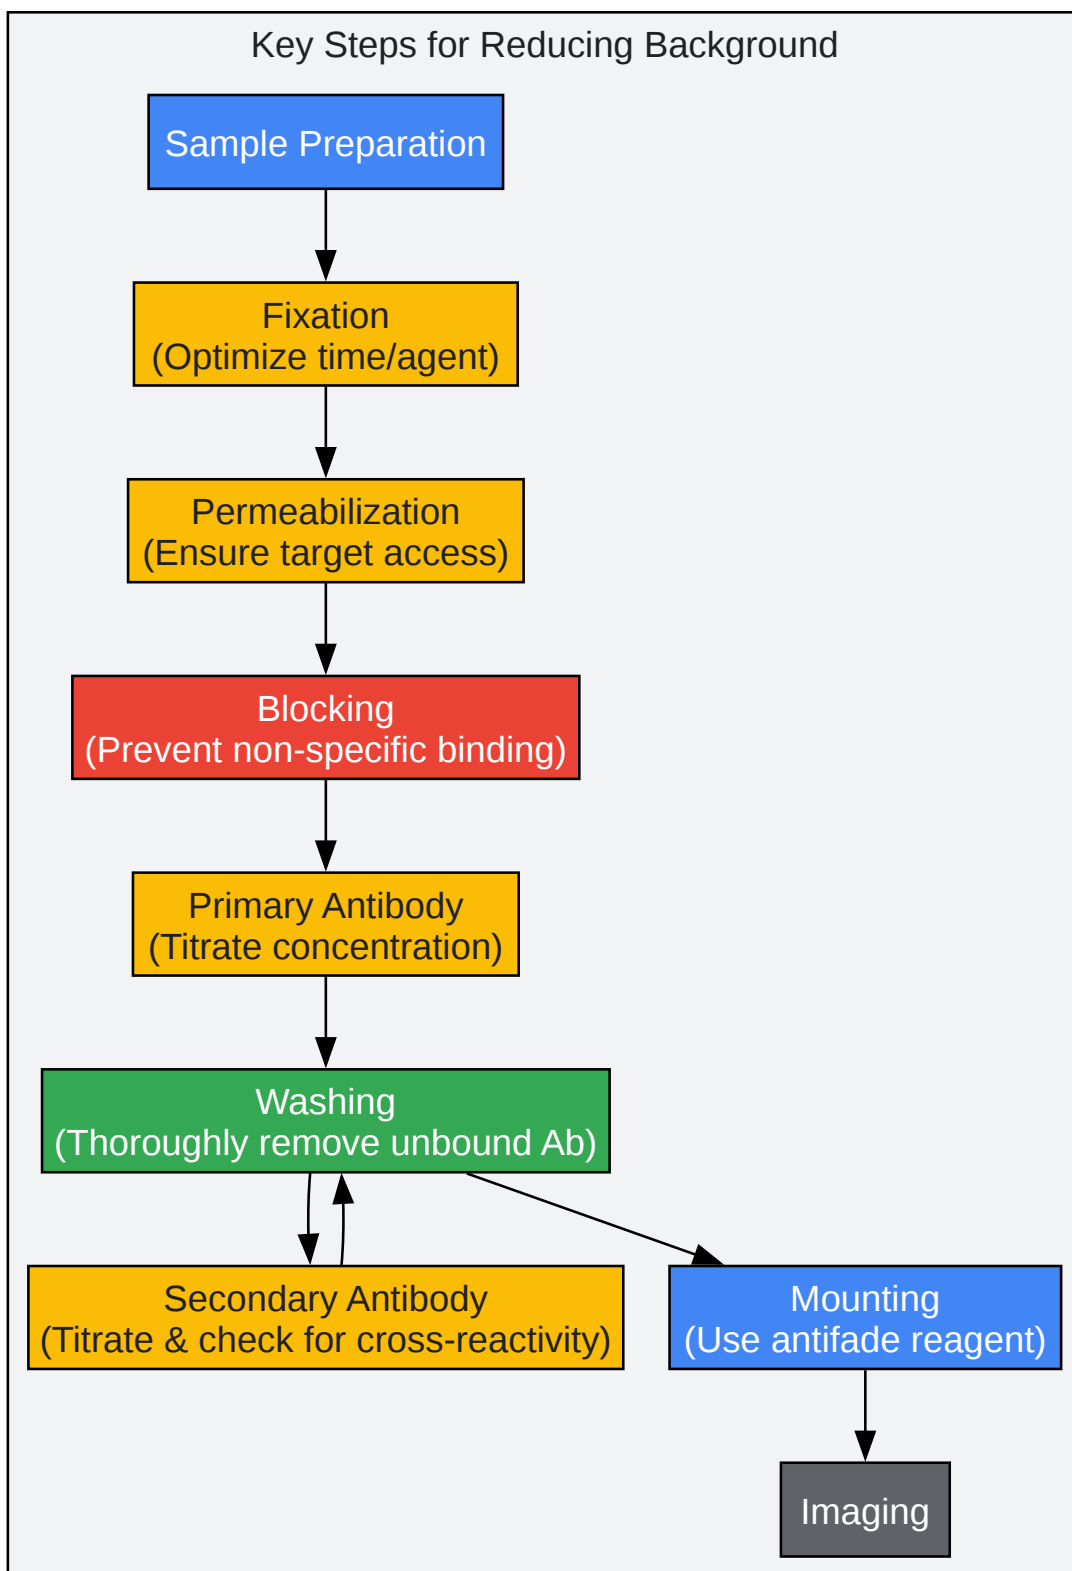 Key Steps for Reducing Background
Sample Preparation
Fixation
(Optimize time/agent)
Permeabilization
(Ensure target access)
Blocking
(Prevent non-specific binding)
Primary Antibody
(Titrate concentration)
Washing
(Thoroughly remove unbound Ab)
Secondary Antibody
(Titrate & check for cross-reactivity)
Mounting
(Use antifade reagent)
Imaging